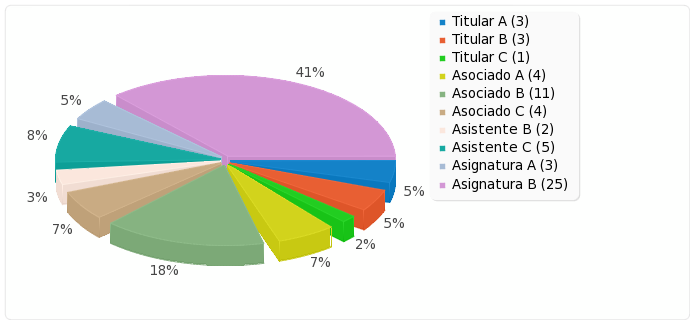 Titular A (3)
Titular B (3)
Titular C (1)
Asociado A (4)
Asociado B (11)
Asociado C (4)
Asistente B (2)
Asistente C (5)
Asignatura A (3)
Asignatura B (25)
41%
5%
8%
3%
7%
18%
7%
2%
5%
5%